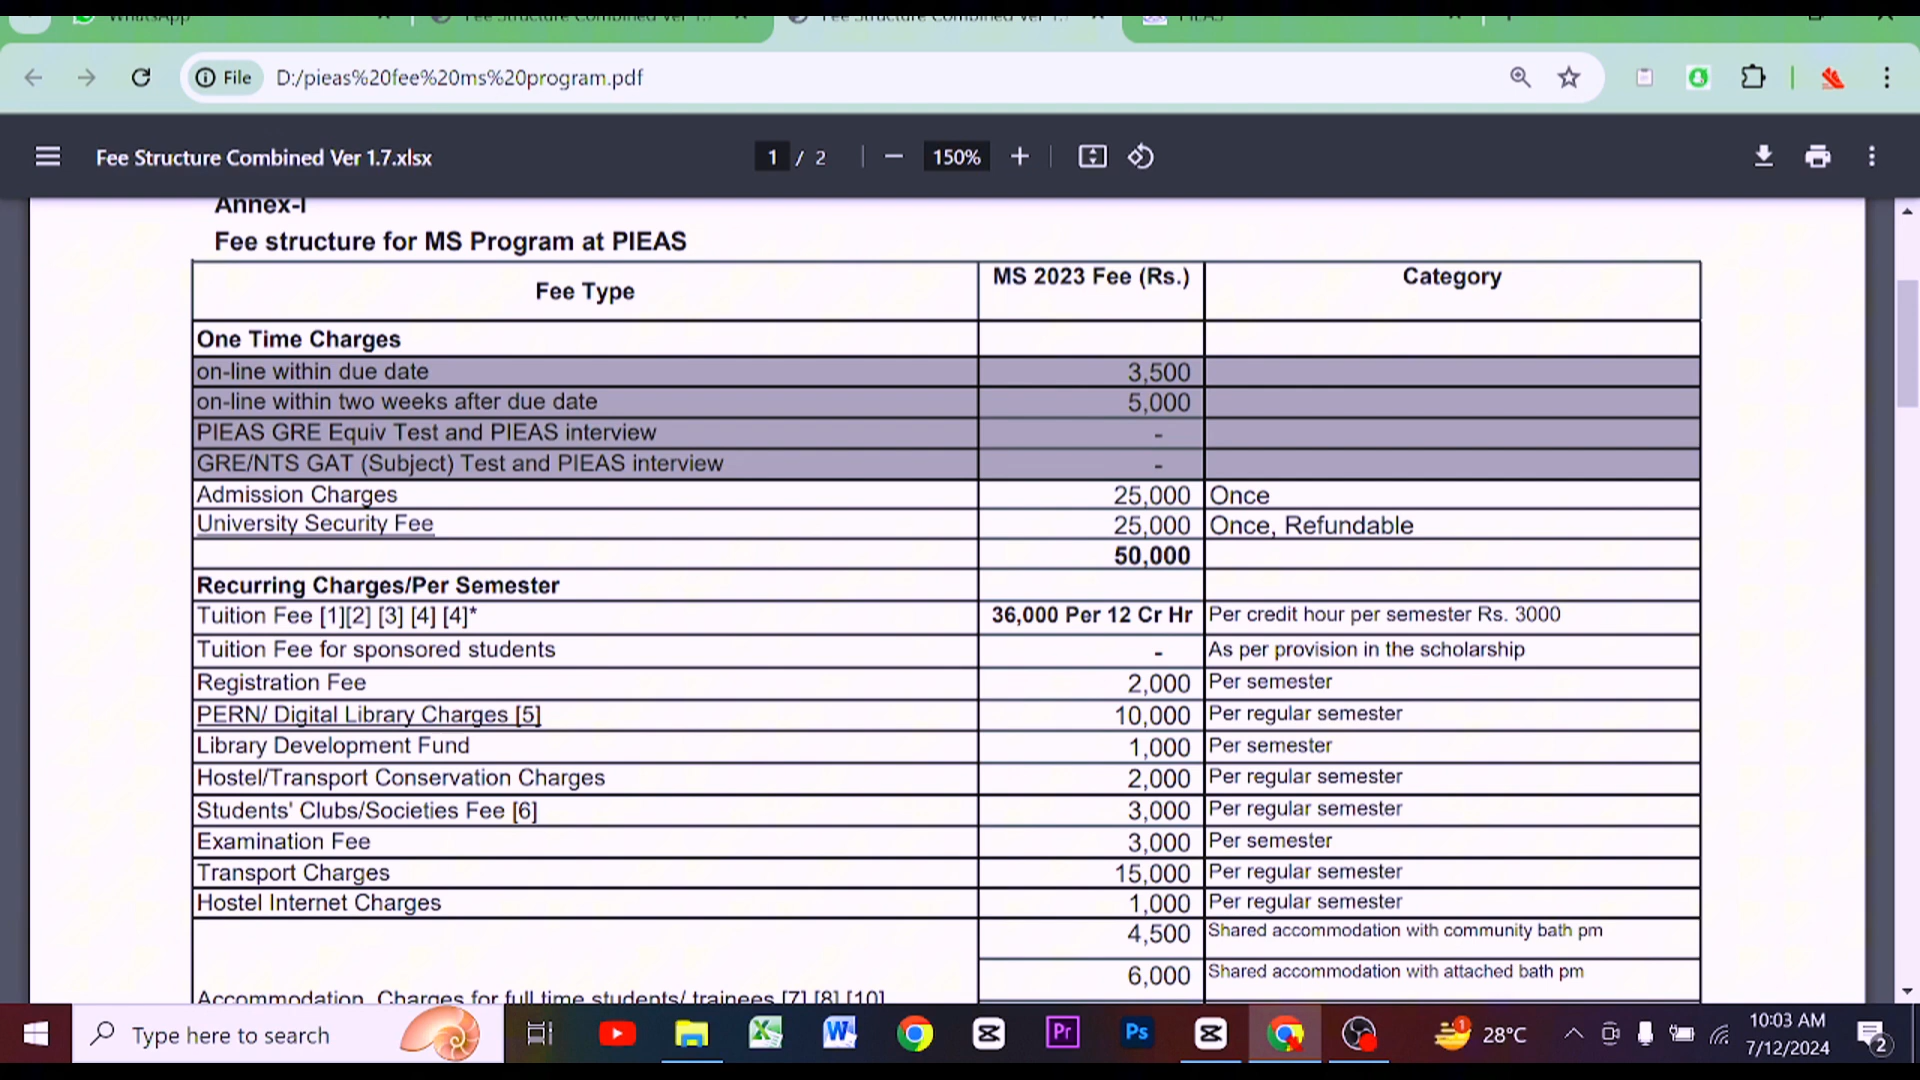 WhatsApp
Fee Structure Combined Ver 1.
Fee Structure Combined Ver 1.
PIEAS
File
D:/pieas%20fee%20ms%20program.pdf
Fee Structure Combined Ver 1.7.xlsx
1 / 2
150%
Annex-I
Fee structure for MS Program at PIEAS
Fee Type MS 2023 Fee (Rs.) Category
One Time Charges
on-line within due date 3,500
on-line within two weeks after due date 5,000
PIEAS GRE Equiv Test and PIEAS interview -
GRE/NTS GAT (Subject) Test and PIEAS interview -
Admission Charges 25,000 Once
University Security Fee 25,000 Once, Refundable
50,000
Recurring Charges/Per Semester
Tuition Fee [1][2] [3] [4] [4]* 36,000 Per 12 Cr Hr Per credit hour per semester Rs. 3000
Tuition Fee for sponsored students - As per provision in the scholarship
Registration Fee 2,000 Per semester
PERN/ Digital Library Charges [5] 10,000 Per regular semester
Library Development Fund 1,000 Per semester
Hostel/Transport Conservation Charges 2,000 Per regular semester
Students' Clubs/Societies Fee [6] 3,000 Per regular semester
Examination Fee 3,000 Per semester
Transport Charges 15,000 Per regular semester
Hostel Internet Charges 1,000 Per regular semester
4,500 Shared accommodation with community bath pm
6,000 Shared accommodation with attached bath pm
Accommodation Charges for full time students/ trainees [7] [8] [10]
Type here to search
Pr
Ps
1
28°C
10:03 AM
7/12/2024
2